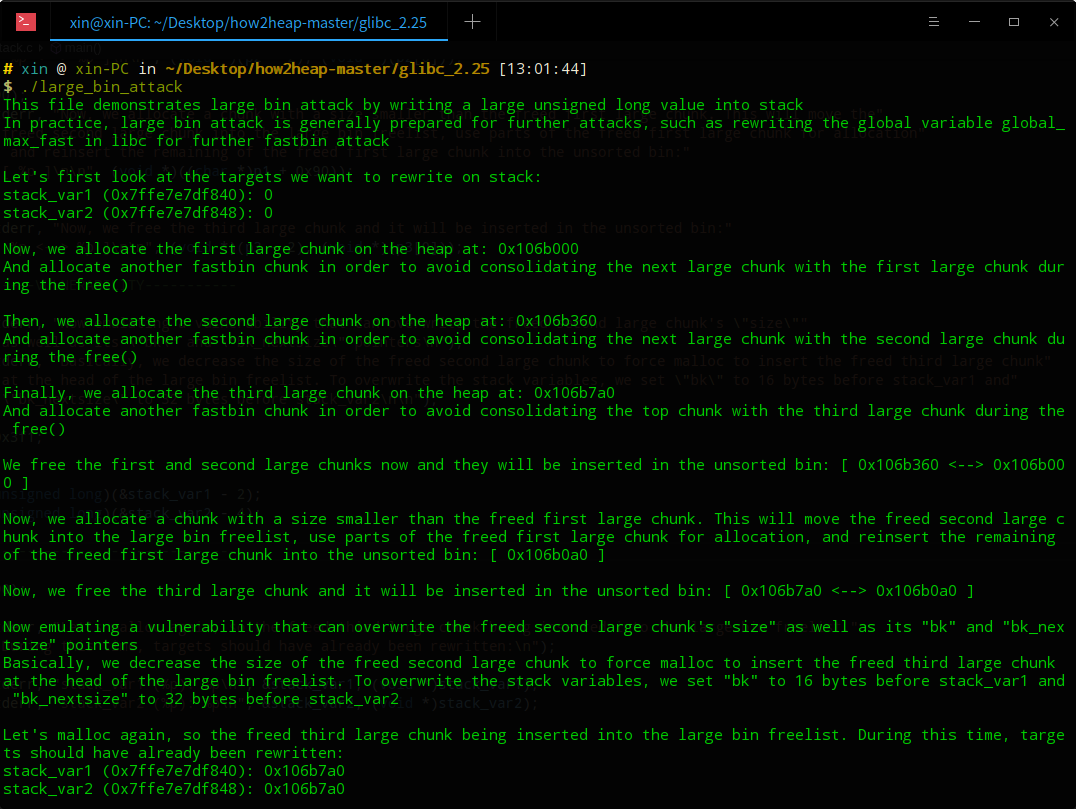 xin@xin-PC: ~/Desktop/how2heap-master/glibc_2.25
# xin @ xin-PC in ~/Desktop/how2heap-master/glibc_2.25 [13:01:44]
$ ./large_bin_attack
This file demonstrates large bin attack by writing a large unsigned long value into stack
In practice, large bin attack is generally prepared for further attacks, such as rewriting the global variable global_
max_fast in libc for further fastbin attack
Let's first look at the targets we want to rewrite on stack:
stack_var1 (0x7ffe7e7df840): 0
stack_var2 (0x7ffe7e7df848): 0
Now, we allocate the first large chunk on the heap at: 0x106b000
And allocate another fastbin chunk in order to avoid consolidating the next large chunk with the first large chunk dur
ing the free()
Then, we allocate the second large chunk on the heap at: 0x106b360
And allocate another fastbin chunk in order to avoid consolidating the next large chunk with the second large chunk du
ring the free()
Finally, we allocate the third large chunk on the heap at: 0x106b7a0
And allocate another fastbin chunk in order to avoid consolidating the top chunk with the third large chunk during the
 free()
We free the first and second large chunks now and they will be inserted in the unsorted bin: [ 0x106b360 <--> 0x106b00
0 ]
Now, we allocate a chunk with a size smaller than the freed first large chunk. This will move the freed second large c
hunk into the large bin freelist, use parts of the freed first large chunk for allocation, and reinsert the remaining
of the freed first large chunk into the unsorted bin: [ 0x106b0a0 ]
Now, we free the third large chunk and it will be inserted in the unsorted bin: [ 0x106b7a0 <--> 0x106b0a0 ]
Now emulating a vulnerability that can overwrite the freed second large chunk's "size" as well as its "bk" and "bk_nex
tsize" pointers
Basically, we decrease the size of the freed second large chunk to force malloc to insert the freed third large chunk
at the head of the large bin freelist. To overwrite the stack variables, we set "bk" to 16 bytes before stack_var1 and
 "bk_nextsize" to 32 bytes before stack_var2
Let's malloc again, so the freed third large chunk being inserted into the large bin freelist. During this time, targe
ts should have already been rewritten:
stack_var1 (0x7ffe7e7df840): 0x106b7a0
stack_var2 (0x7ffe7e7df848): 0x106b7a0